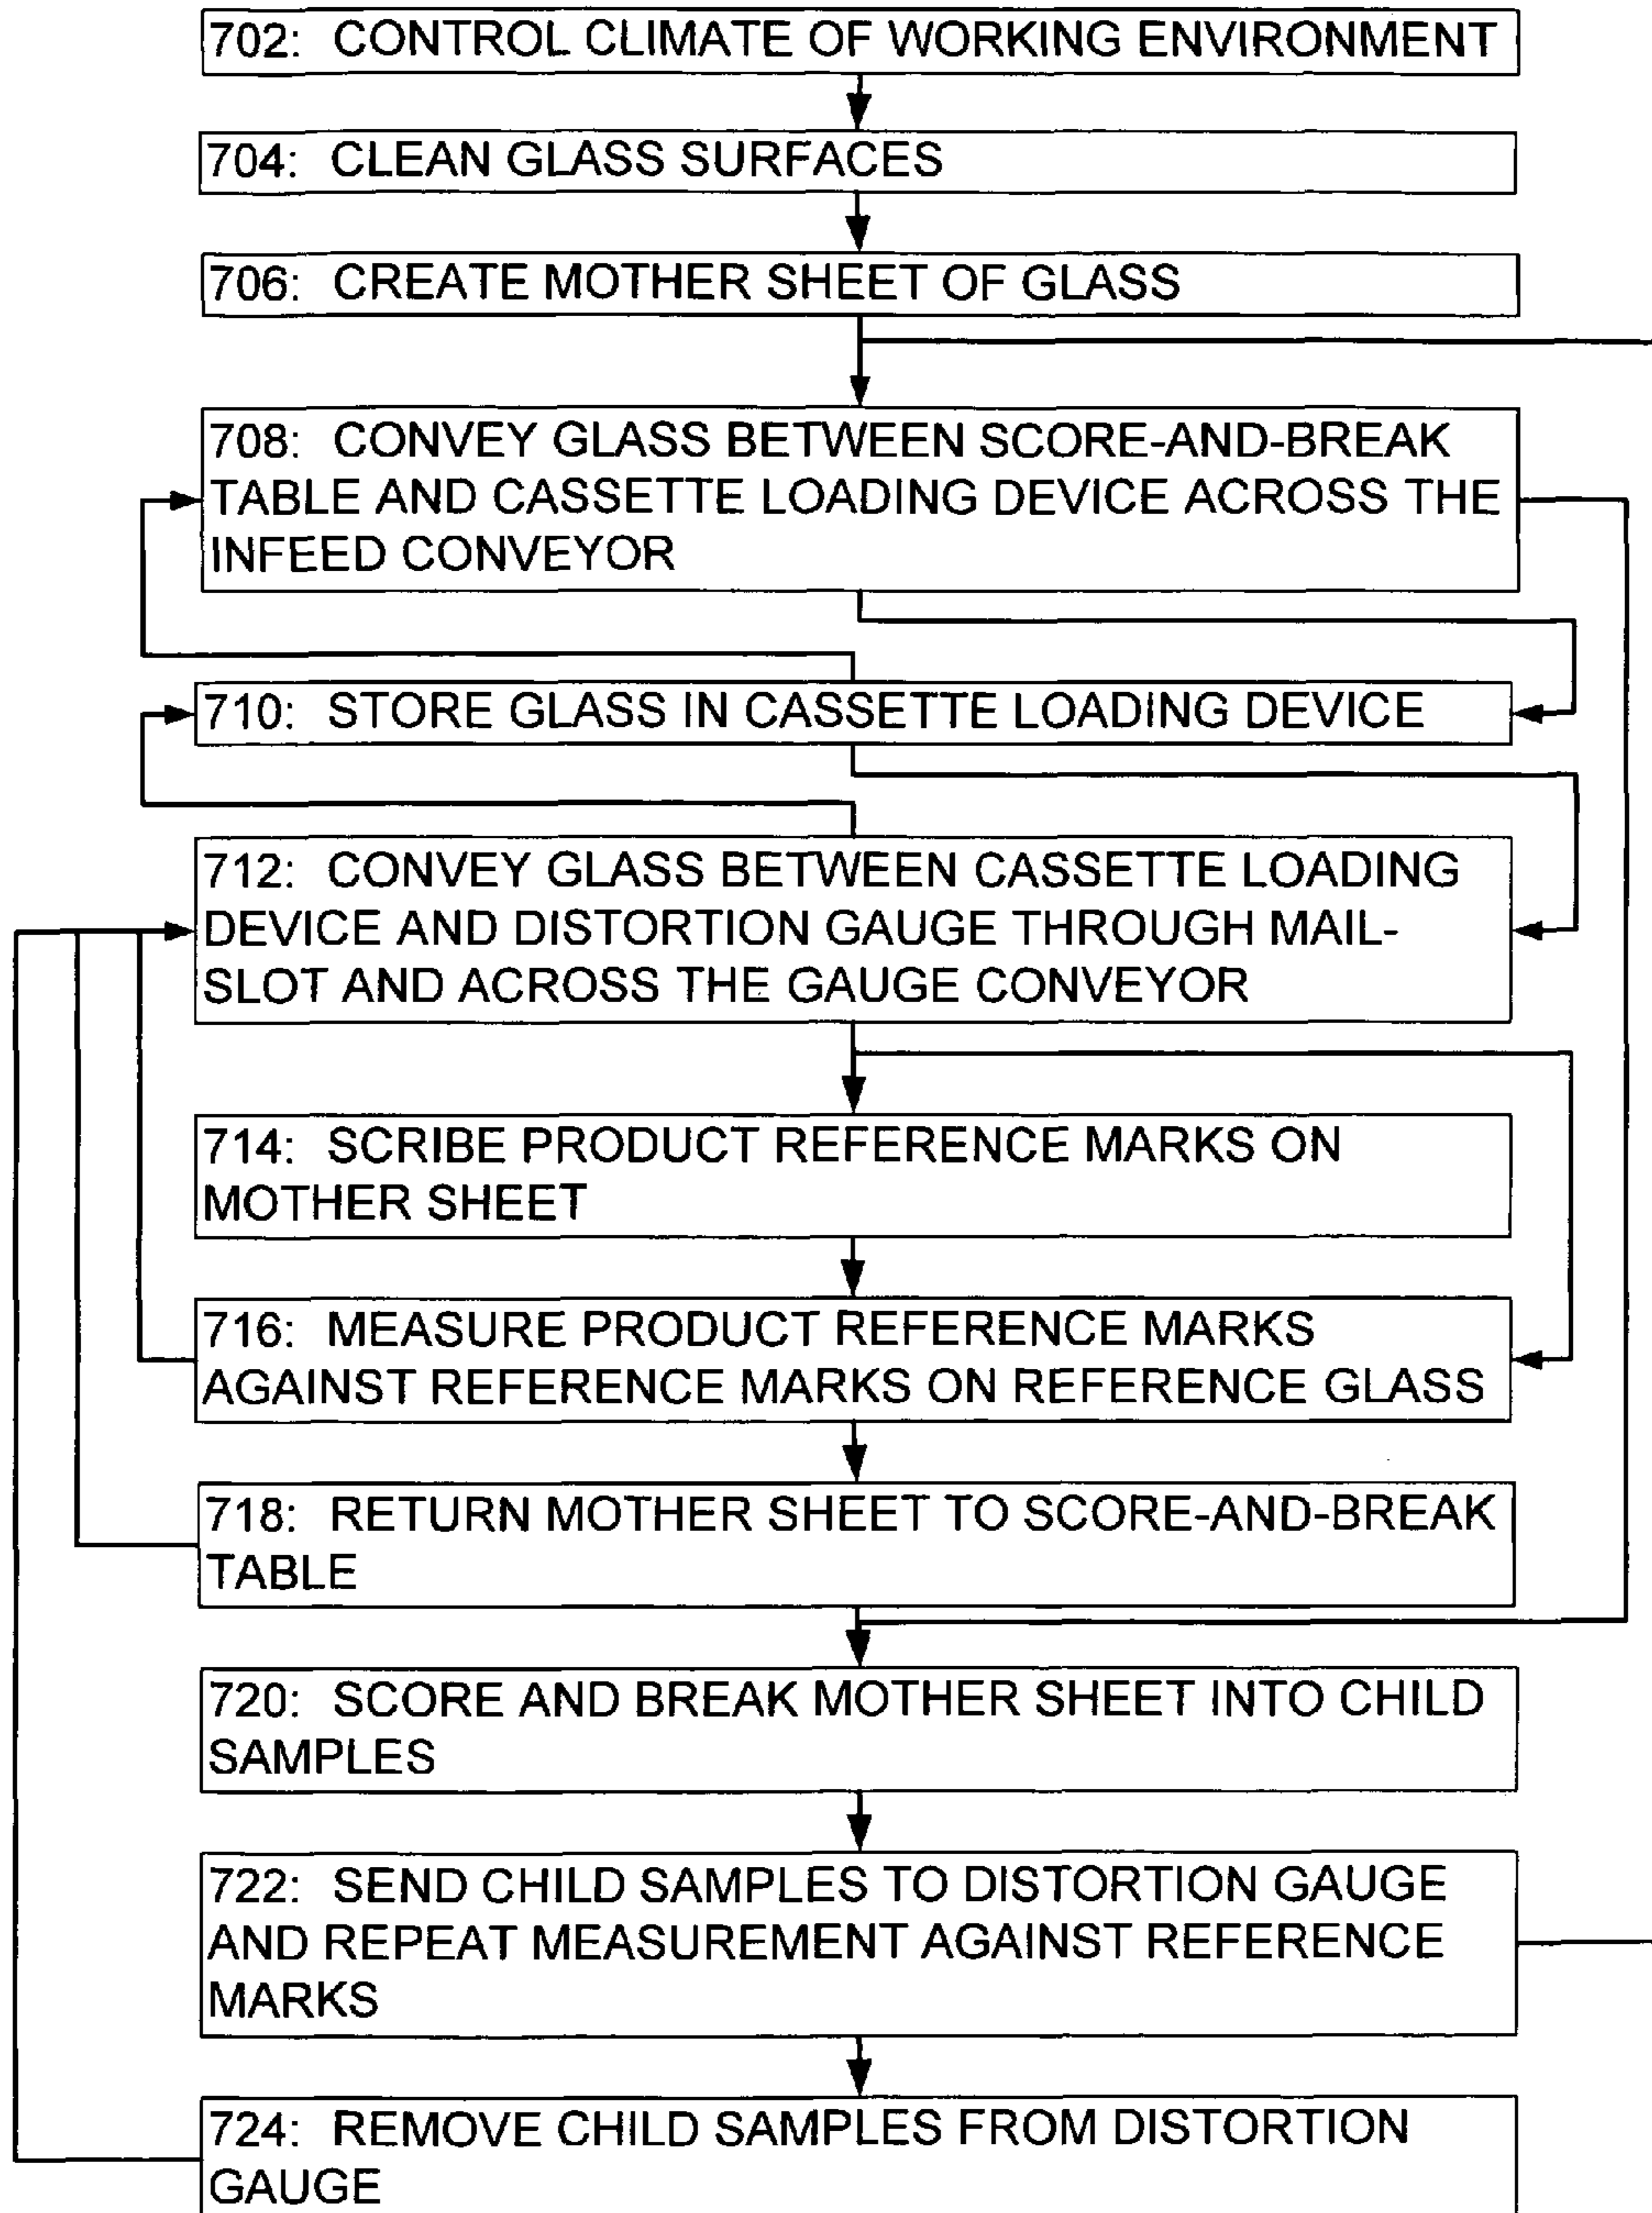 702: CONTROL CLIMATE OF WORKING ENVIRONMENT
704: CLEAN GLASS SURFACES
706: CREATE MOTHER SHEET OF GLASS
708: CONVEY GLASS BETWEEN SCORE-AND-BREAK
TABLE AND CASSETTE LOADING DEVICE ACROSS THE
INFEED CONVEYOR
710: STORE GLASS IN CASSETTE LOADING DEVICE
712: CONVEY GLASS BETWEEN CASSETTE LOADING
DEVICE AND DISTORTION GAUGE THROUGH MAIL-
SLOT AND ACROSS THE GAUGE CONVEYOR
714: SCRIBE PRODUCT REFERENCE MARKS ON
MOTHER SHEET
716: MEASURE PRODUCT REFERENCE MARKS
AGAINST REFERENCE MARKS ON REFERENCE GLASS
718: RETURN MOTHER SHEET TO SCORE-AND-BREAK
TABLE
720: SCORE AND BREAK MOTHER SHEET INTO CHILD
SAMPLES
722: SEND CHILD SAMPLES TO DISTORTION GAUGE
AND REPEAT MEASUREMENT AGAINST REFERENCE
MARKS
724: REMOVE CHILD SAMPLES FROM DISTORTION
GAUGE